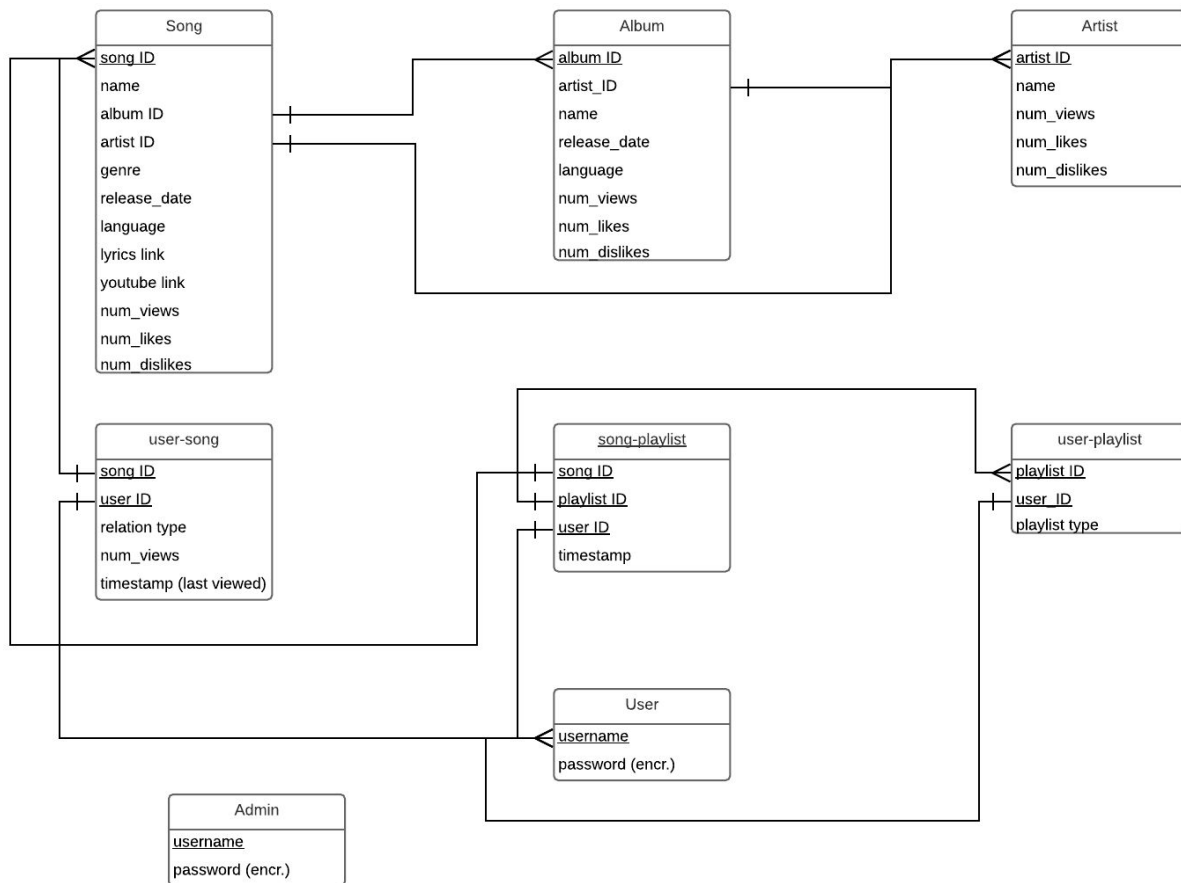 Song
song ID
name
album ID
artist ID
genre
release_date
language
lyrics link
youtube link
num_views
num_likes
num_dislikes
Album
album ID
artist_ID
name
release_date
language
num_views
num_likes
num_dislikes
Artist
artist ID
name
num_views
num_likes
num_dislikes
user-song
song ID
user ID
relation type
num_views
timestamp (last viewed)
song-playlist
song ID
playlist ID
user ID
timestamp
user-playlist
playlist ID
user_ID
playlist type
User
username
password (encr.)
Admin
username
password (encr.)